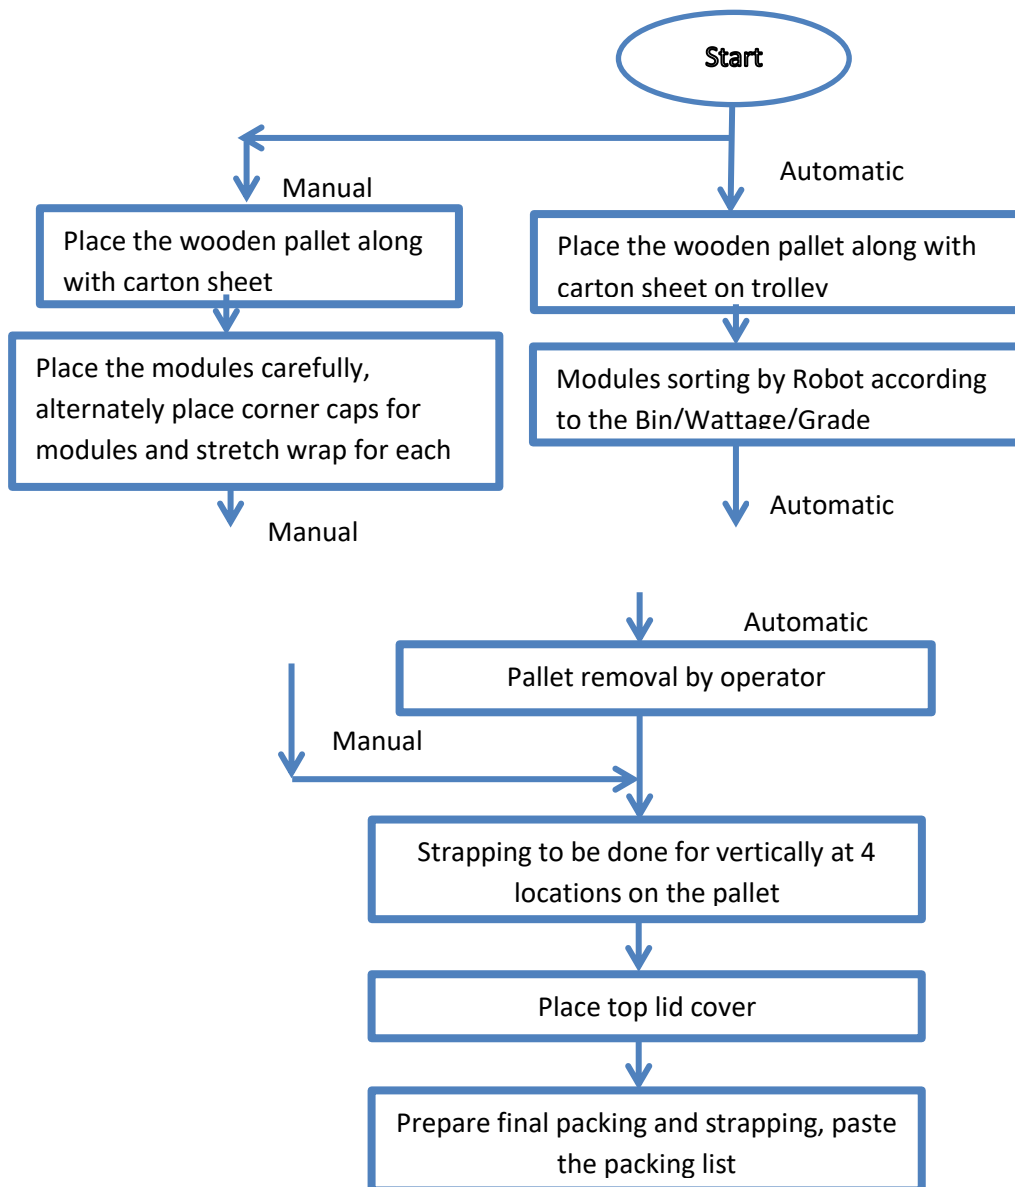 Start
Automatic
Manual
Place the wooden pallet along
with carton sheet
Place the wooden pallet along with
carton sheet on trolley
Place the modules carefully,
alternately place corner caps for
modules and stretch wrap for each
Modules sorting by Robot according
to the Bin/Wattage/Grade
Manual
Automatic
Automatic
Pallet removal by operator
Manual
Strapping to be done for vertically at 4
locations on the pallet
Place top lid cover
Prepare final packing and strapping, paste
the packing list